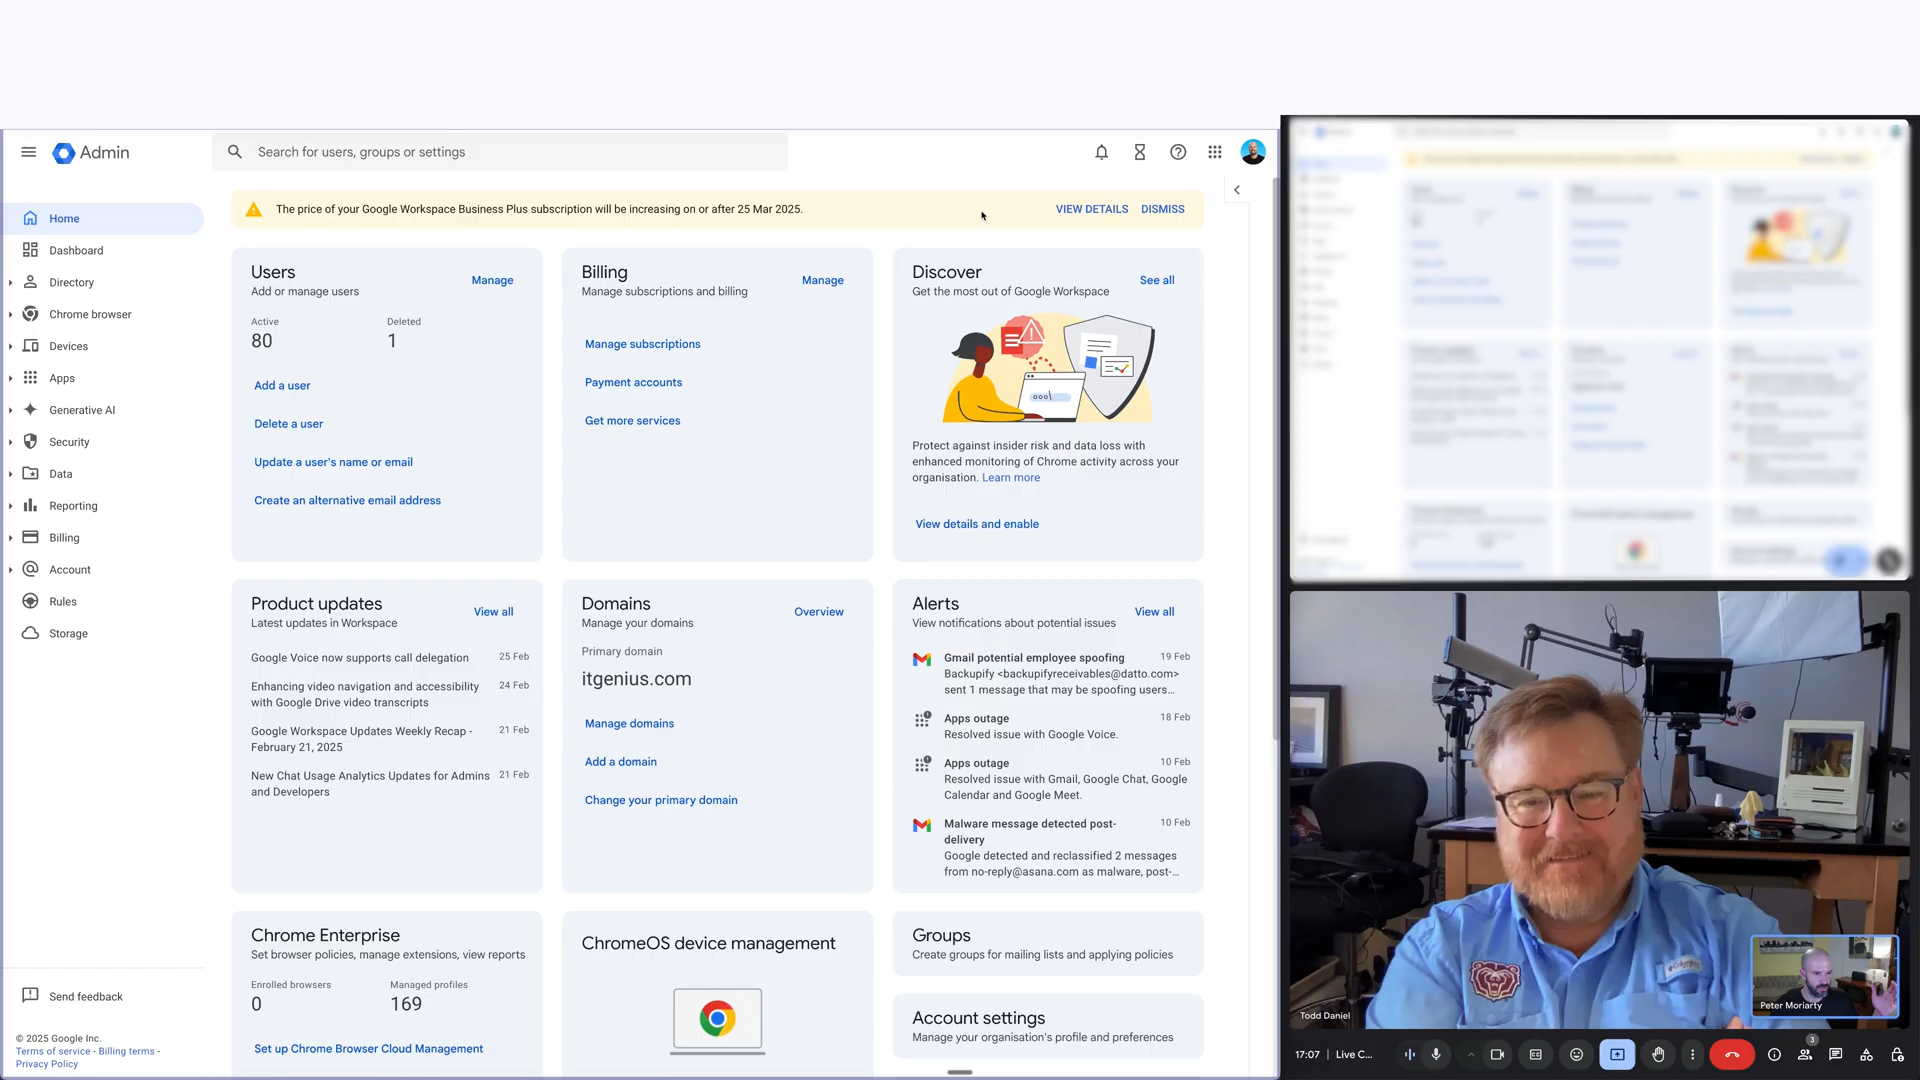 Admin
Search for users, groups or settings
Home
Dashboard
Directory
Chrome browser
Devices
Apps
Generative AI
Security
Data
Reporting
Billing
Account
Rules
Storage
Send feedback
© 2025 Google Inc.
Terms of service - Billing terms -
Privacy Policy
The price of your Google Workspace Business Plus subscription will be increasing on or after 25 Mar 2025.
VIEW DETAILS
DISMISS
Users
Manage
Add or manage users
Active
Deleted
80
1
Add a user
Delete a user
Update a user's name or email
Create an alternative email address
Billing
Manage
Manage subscriptions and billing
Manage subscriptions
Payment accounts
Get more services
Discover
See all
Get the most out of Google Workspace
Protect against insider risk and data loss with
enhanced monitoring of Chrome activity across your
organisation. Learn more
View details and enable
Product updates
View all
Latest updates in Workspace
Google Voice now supports call delegation
25 Feb
Enhancing video navigation and accessibility
24 Feb
with Google Drive video transcripts
Google Workspace Updates Weekly Recap -
21 Feb
February 21, 2025
New Chat Usage Analytics Updates for Admins
21 Feb
and Developers
Domains
Overview
Manage your domains
Primary domain
itgenius.com
Manage domains
Add a domain
Change your primary domain
Alerts
View all
View notifications about potential issues
Gmail potential employee spoofing
19 Feb
Backupify <backupifyreceivables@datto.com>
sent 1 message that may be spoofing users...
Apps outage
18 Feb
Resolved issue with Google Voice.
Apps outage
10 Feb
Resolved issue with Gmail, Google Chat, Google
Calendar and Google Meet.
Malware message detected post-
10 Feb
delivery
Google detected and reclassified 2 messages
from no-reply@asana.com as malware, post-...
Chrome Enterprise
Set browser policies, manage extensions, view reports
Enrolled browsers
Managed profiles
0
169
Set up Chrome Browser Cloud Management
ChromeOS device management
Groups
Create groups for mailing lists and applying policies
Account settings
Manage your organisation's profile and preferences
Todd Daniel
Peter Moriarty
17:07 | Live C...
3